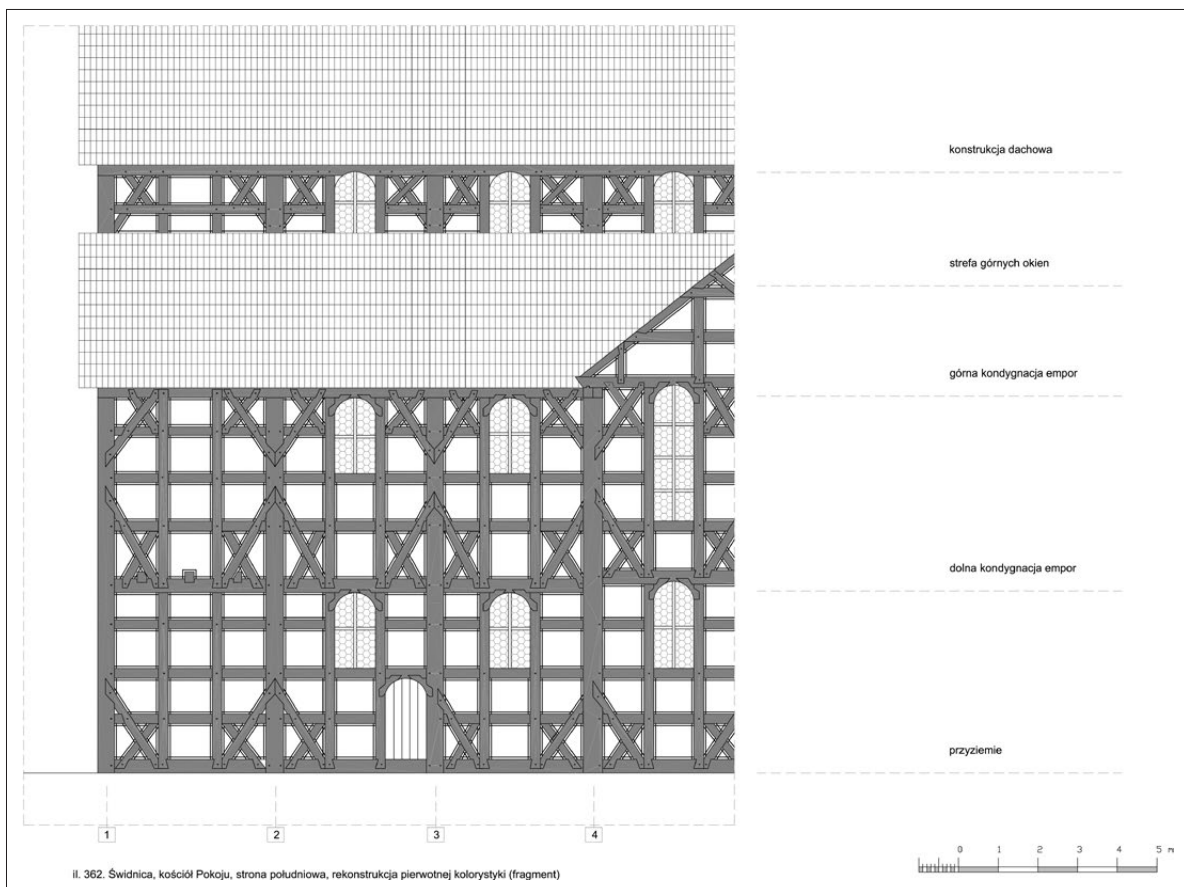 konstrukcja dachowa
strefa górnych okien
górna kondygnacja empor
dolna kondygnacja empor
przyziemie
1 2 3 4
0 1 2 3 4 5 m
il. 362. Świdnica, kościół Pokoju, strona południowa, rekonstrukcja pierwotnej kolorystyki (fragment)